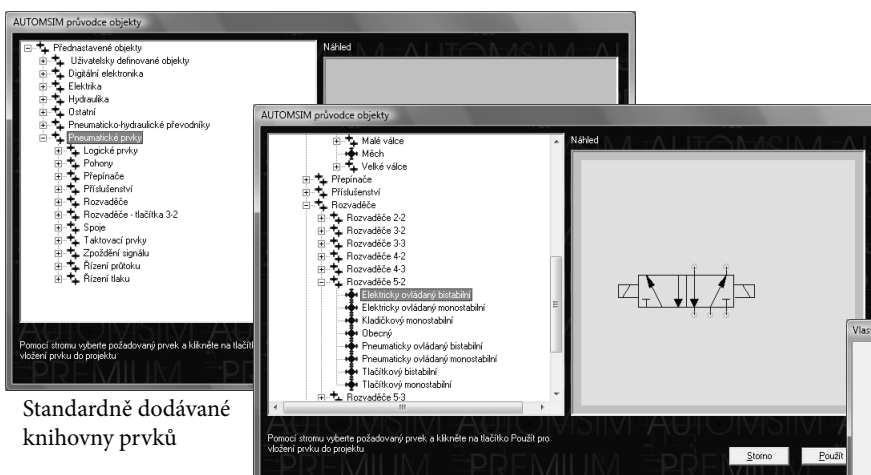 AUTOMSIM průvodce objekty
Přednastavené objekty
Uživatelsky definované objekty
Digitální elektronika
Elektrika
Hydraulika
Ostatní
Pneumaticko-hydraulické převodníky
Pneumatické prvky
Logické prvky
Pohony
Přepínače
Příslušenství
Rozvaděče
Rozvaděče - tlačítka 3-2
Spoje
Taktovací prvky
Zpoždění signálu
Řízení průtoku
Řízení tlaku
Náhled
Pomocí stromu vyberte požadovaný prvek a klikněte na tlačít
vložení prvku do projektu
Standardně dodávané
knihovny prvků
AUTOMSIM průvodce objekty
Malé válce
Měch
Velké válce
Přepínače
Příslušenství
Rozvaděče
Rozvaděče 2-2
Rozvaděče 3-2
Rozvaděče 3-3
Rozvaděče 4-2
Rozvaděče 4-3
Rozvaděče 5-2
Elektricky ovládaný bistabilní
Elektricky ovládaný monostabilní
Kladičkový monostabilní
Obecný
Pneumaticky ovládaný bistabilní
Pneumaticky ovládaný monostabilní
Tlačítkový bistabilní
Tlačítkový monostabilní
Rozvaděče 5-3
Náhled
Pomocí stromu vyberte požadovaný prvek a klikněte na tlačítko Použít pro
vložení prvku do projektu
Storno
Použít
Vlas